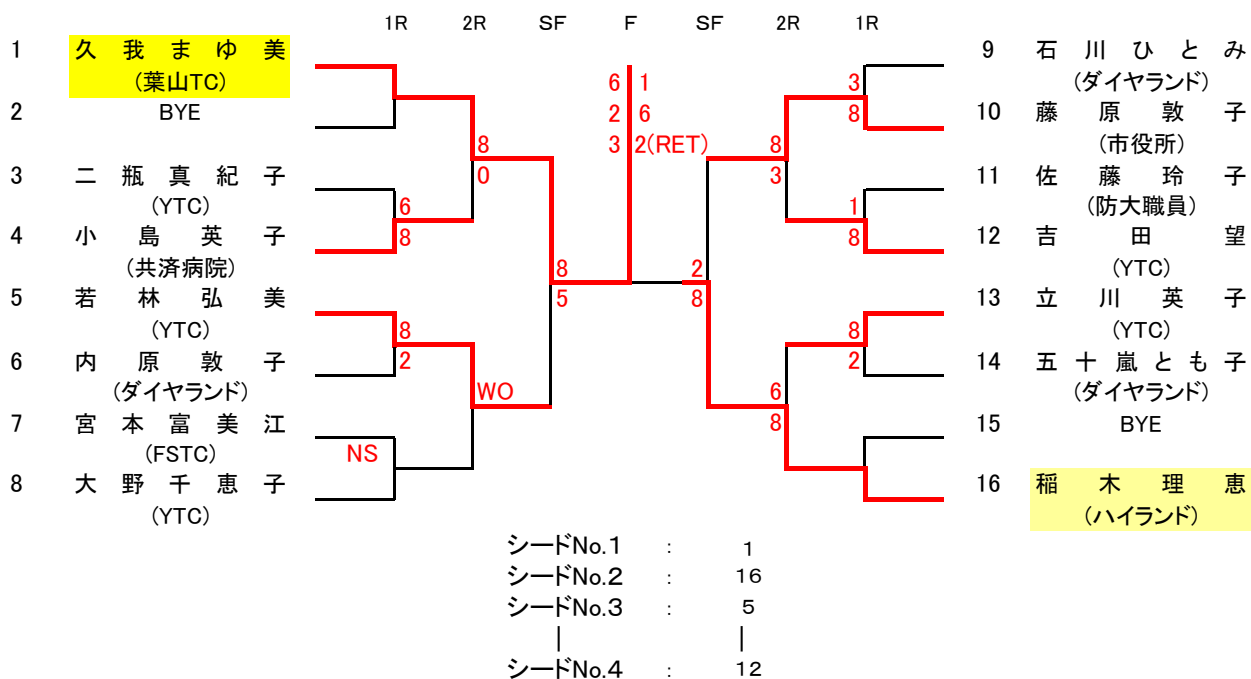 1R 2R SF F SF 2R 1R
1 久我まゆ美
(葉山TC)
2 BYE
3 二瓶真紀子
(YTC)
4 小島英子
(共済病院)
5 若林弘美
(YTC)
6 内原敦子
(ダイヤランド)
7 宮本富美江
(FSTC)
8 大野千恵子
(YTC)
6
8
8
2
NS
8
0
WO
8
5
6 1
2 6
3 2(RET)
2
8
8
3
6
8
3
8
1
8
8
2
9 石川ひとみ
(ダイヤランド)
10 藤原敦子
(市役所)
11 佐藤玲子
(防大職員)
12 吉田望
(YTC)
13 立川英子
(YTC)
14 五十嵐とも子
(ダイヤランド)
15 BYE
16 稲木理恵
(ハイランド)
シードNo.1 : 1
シードNo.2 : 16
シードNo.3 : 5
| |
シードNo.4 : 12